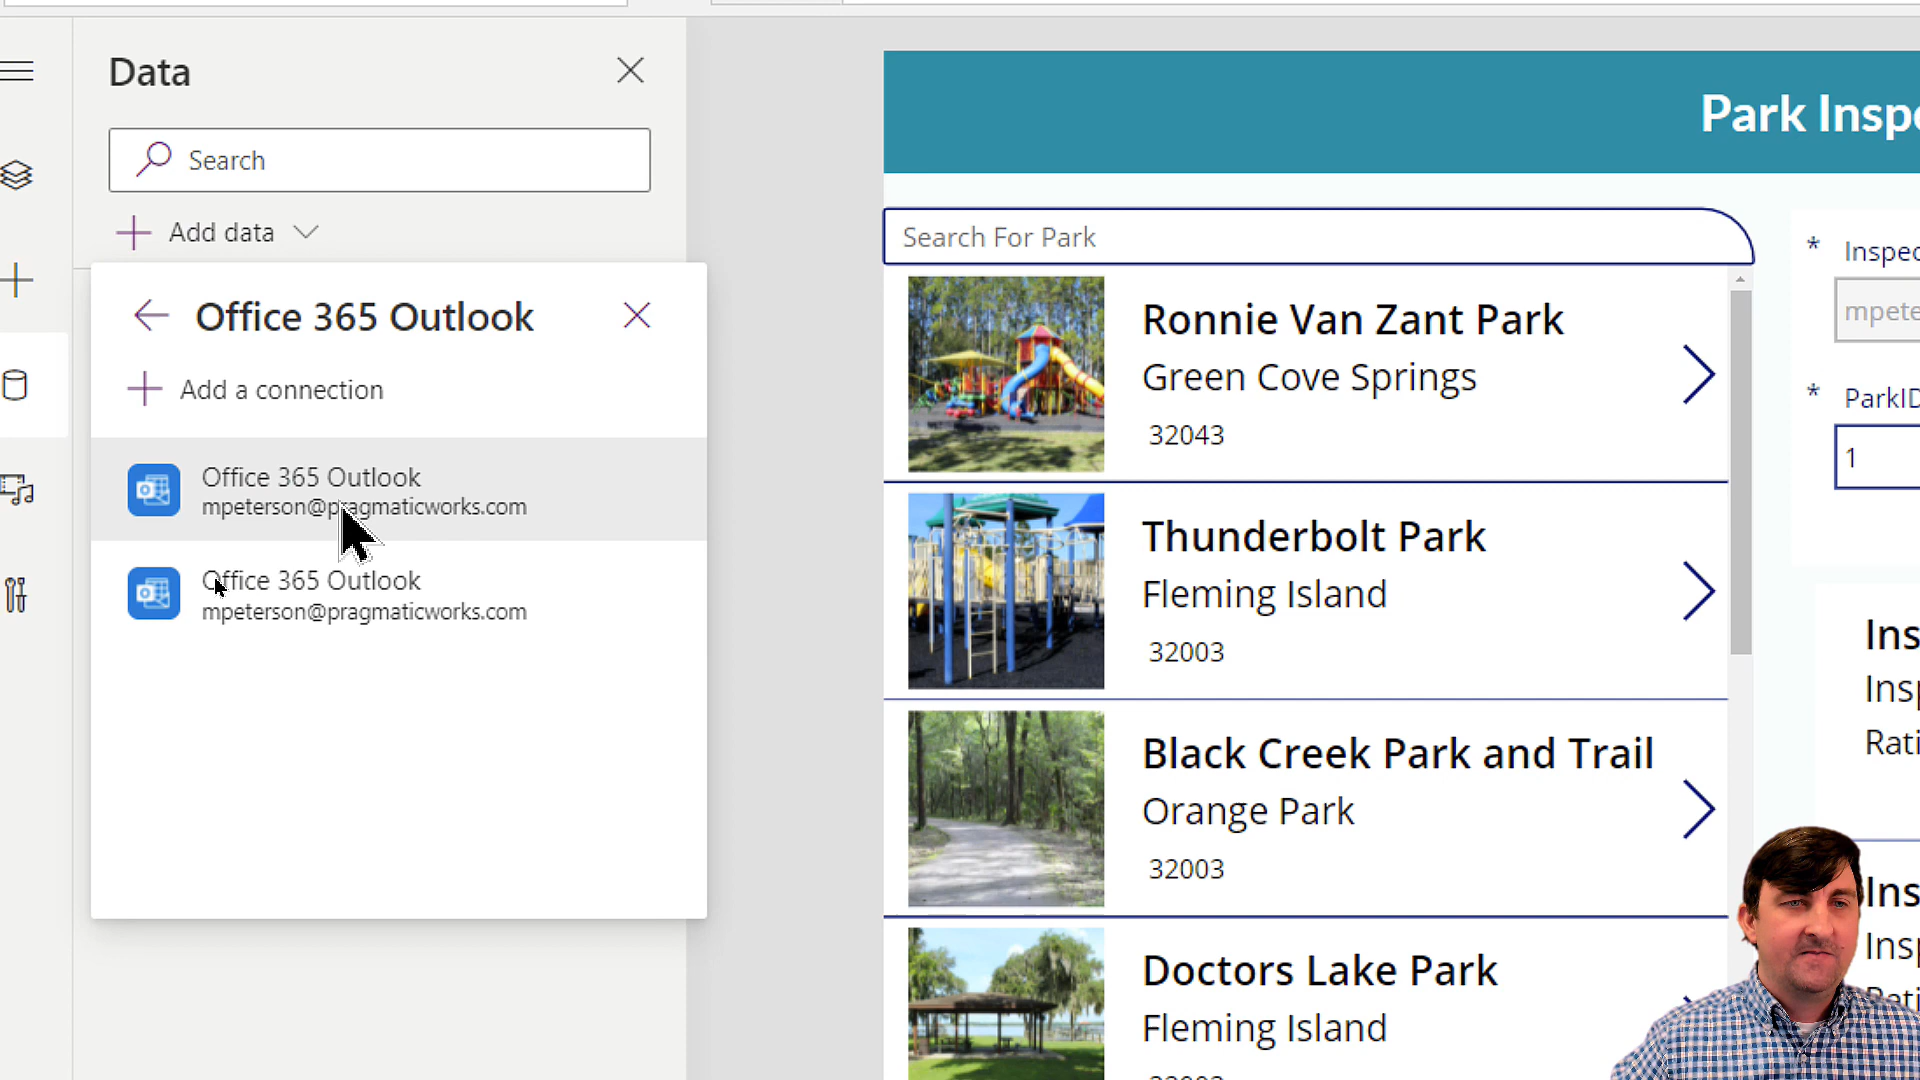 Data
Search
Add data
Office 365 Outlook
Add a connection
Office 365 Outlook
mpeterson@pragmaticworks.com
Office 365 Outlook
mpeterson@pragmaticworks.com
Park Inspe
Search For Park
Ronnie Van Zant Park
Green Cove Springs
32043
Thunderbolt Park
Fleming Island
32003
Black Creek Park and Trail
Orange Park
32003
Doctors Lake Park
Fleming Island
* Inspec
mpete
* ParkID
1
Ins
Insp
Rati
Ins
Insp
Rati